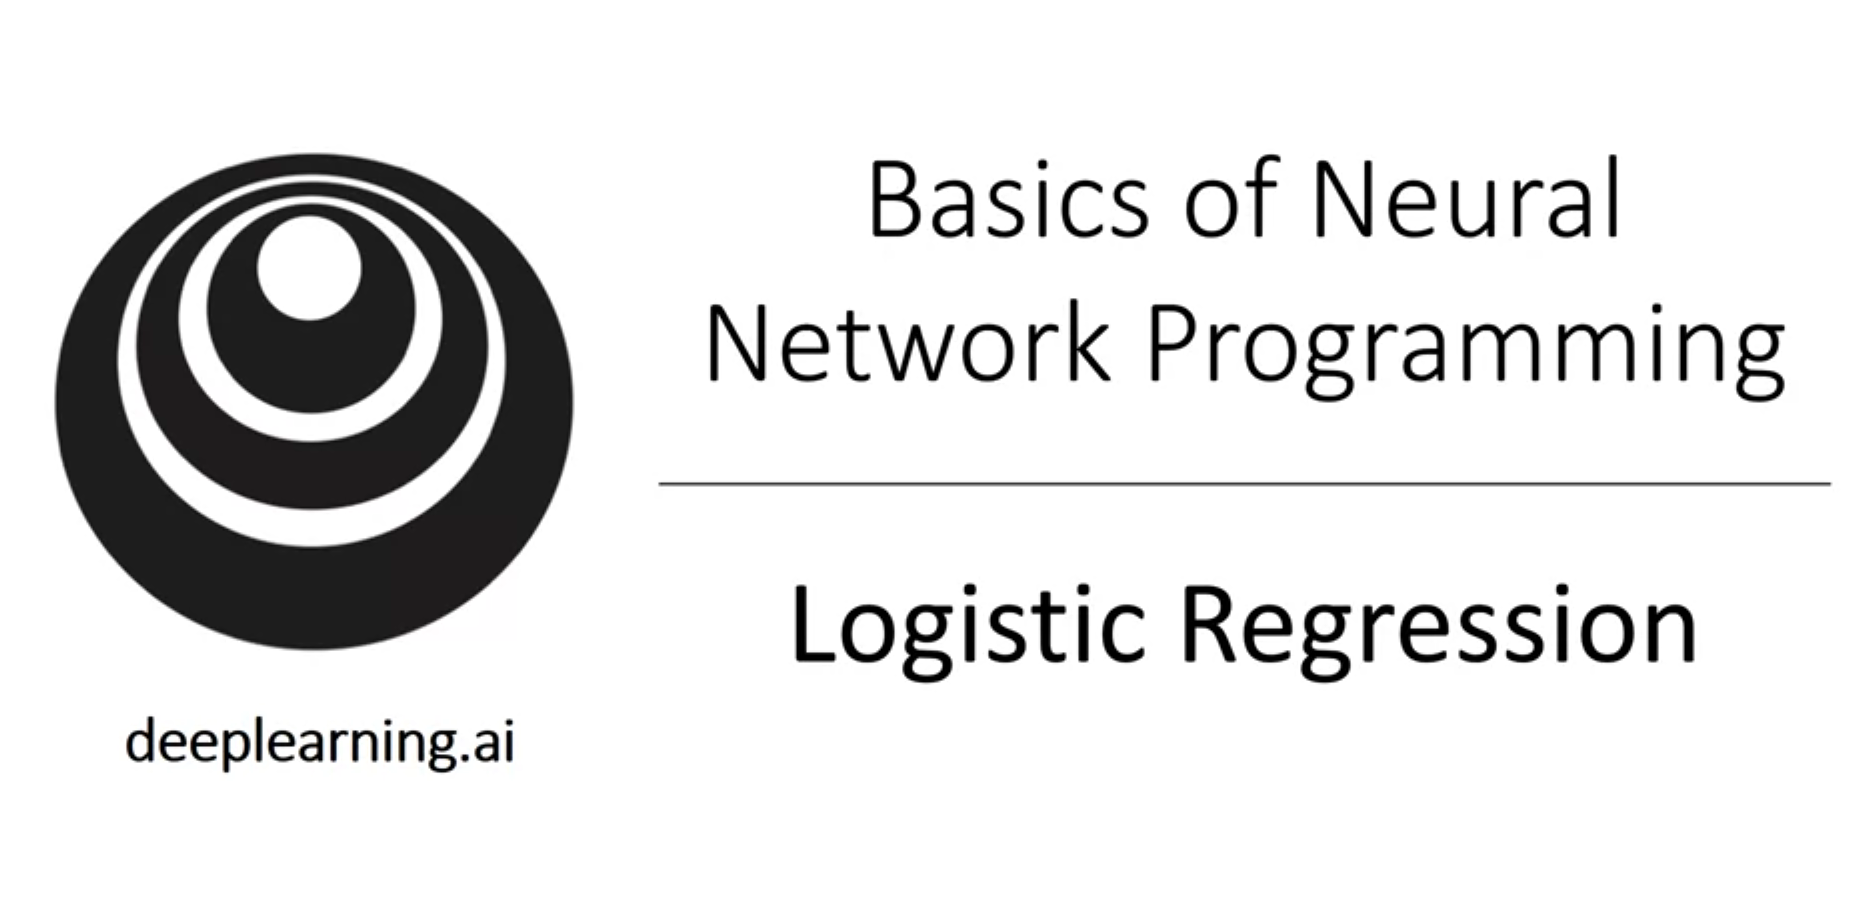 Basics of Neural
Network Programming
Logistic Regression
deeplearning.ai